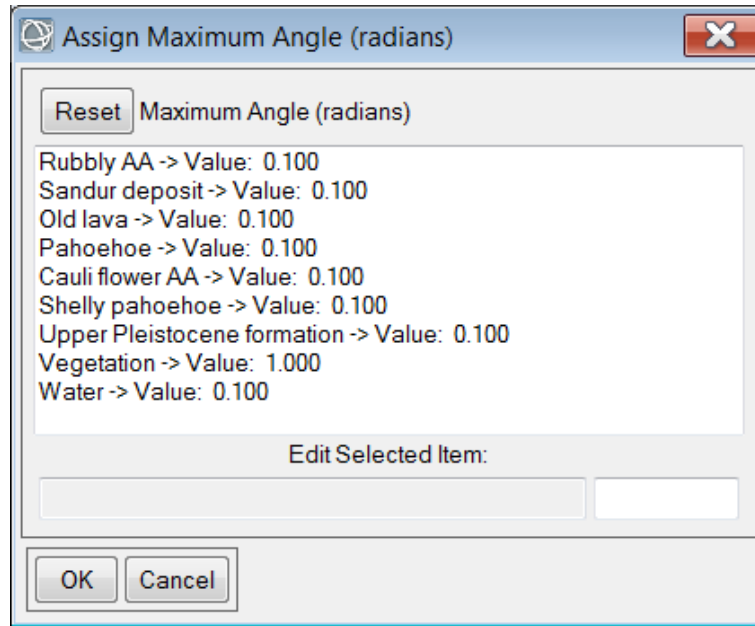 Assign Maximum Angle (radians)
Reset Maximum Angle (radians)
Rubbly AA -> Value: 0.100
Sandur deposit -> Value: 0.100
Old lava -> Value: 0.100
Pahoehoe -> Value: 0.100
Cauli flower AA -> Value: 0.100
Shelly pahoehoe -> Value: 0.100
Upper Pleistocene formation -> Value: 0.100
Vegetation -> Value: 1.000
Water -> Value: 0.100
Edit Selected Item:
OK Cancel